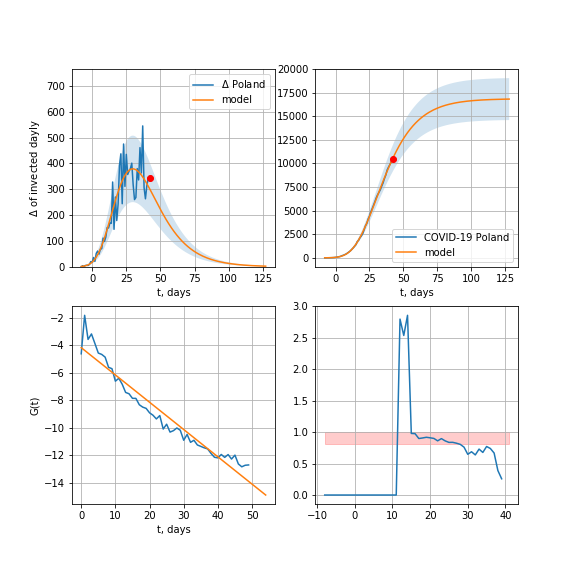 Δ of invected dayly
700
600
500
400
300
200
100
0
Δ Poland
model
0 25 50 75 100 125
t, days
20000
17500
15000
12500
10000
7500
5000
2500
0
COVID-19 Poland
model
0 25 50 75 100 125
t, days
G(t)
−2
−4
−6
−8
−10
−12
−14
0 10 20 30 40 50
t, days
3.0
2.5
2.0
1.5
1.0
0.5
0.0
−10 0 10 20 30 40